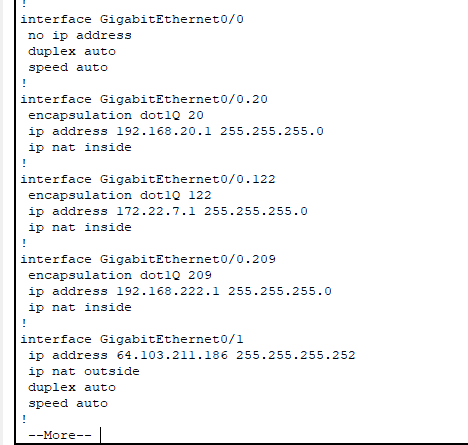 !
interface GigabitEthernet0/0
no ip address
duplex auto
speed auto
!
interface GigabitEthernet0/0.20
encapsulation dot1Q 20
ip address 192.168.20.1 255.255.255.0
ip nat inside
!
interface GigabitEthernet0/0.122
encapsulation dot1Q 122
ip address 172.22.7.1 255.255.255.0
ip nat inside
!
interface GigabitEthernet0/0.209
encapsulation dot1Q 209
ip address 192.168.222.1 255.255.255.0
ip nat inside
!
interface GigabitEthernet0/1
ip address 64.103.211.186 255.255.255.252
ip nat outside
duplex auto
speed auto
!
--More--